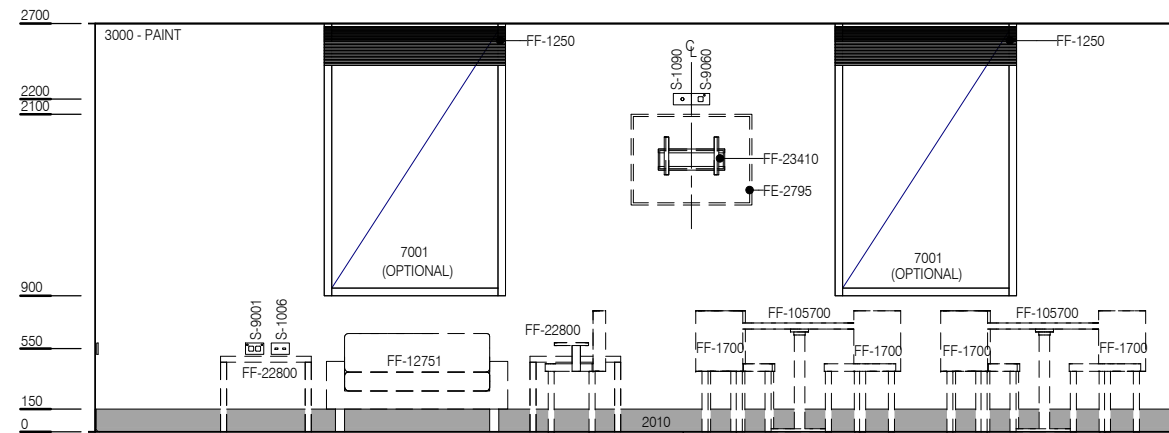 2700
3000 - PAINT
FF-1250
FF-1250
CL
S-1090
S-9060
2200
2100
FF-23410
FE-2795
7001
(OPTIONAL)
7001
(OPTIONAL)
900
S-9001
S-1006
550
FF-22800
FF-12751
FF-22800
FF-105700
FF-105700
FF-1700
FF-1700
FF-1700
FF-1700
150
0
2010